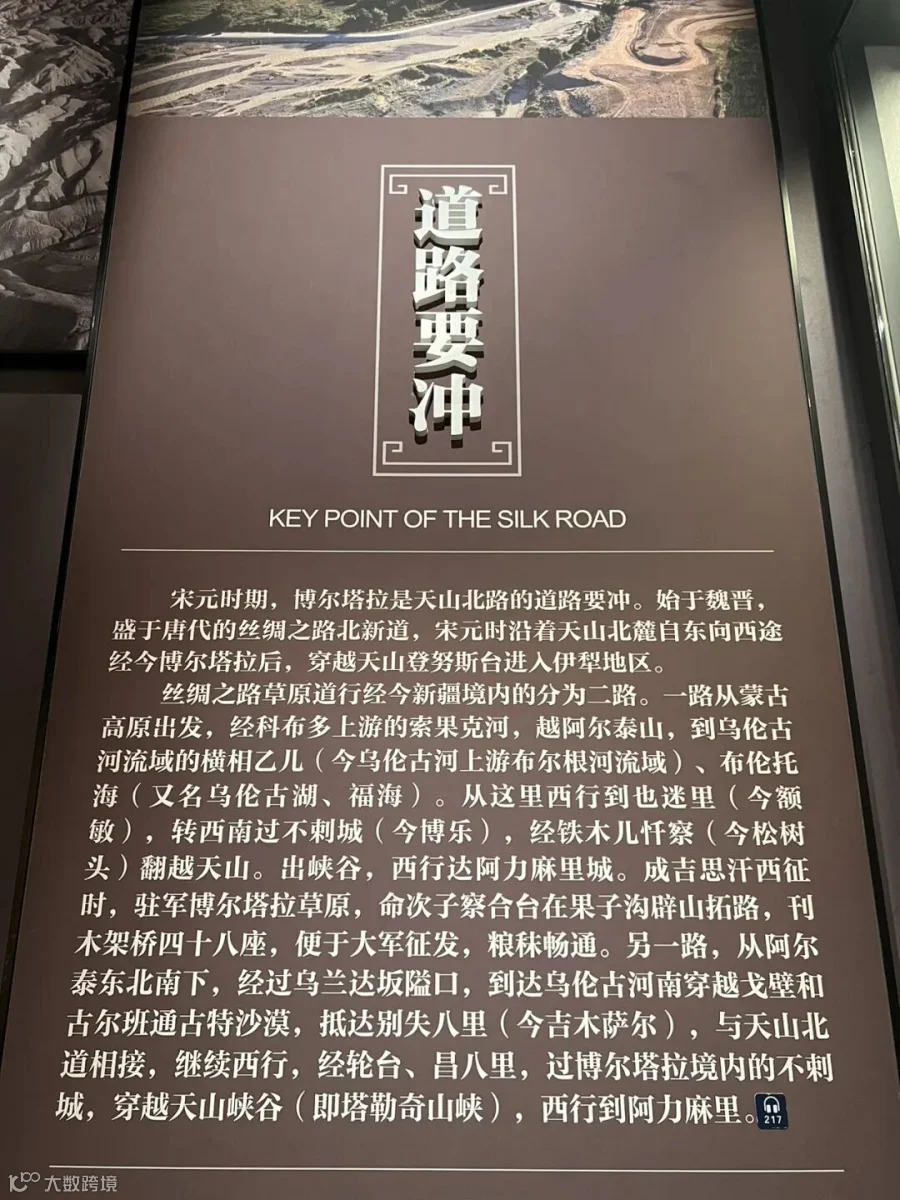 道路要冲
KEY POINT OF THE SILK ROAD
宋元时期，博尔塔拉是天山北路的道路要冲。始于魏晋，
盛于唐代的丝绸之路北新道，宋元时沿着天山北麓自东向西途
经今博尔塔拉后，穿越天山登努斯台进入伊犁地区。
丝绸之路草原道行经今新疆境内的分为二路。一路从蒙古
高原出发，经科布多上游的索果克河，越阿尔泰山，到乌伦古
河流域的横相乙儿（今乌伦古河上游布尔根河流域）、布伦托
海（又名乌伦古湖、福海）。从这里西行到也迷里（今额
敏），转西南过不剌城（今博乐），经铁木儿忏察（今松树
头）翻越天山。出峡谷，西行达阿力麻里城。成吉思汗西征
时，驻军博尔塔拉草原，命次子察合台在果子沟辟山拓路，刊
木架桥四十八座，便于大军征发，粮秣畅通。另一路，从阿尔
泰东北南下，经过乌兰达坂隘口，到达乌伦古河南穿越戈壁和
古尔班通古特沙漠，抵达别失八里（今吉木萨尔），与天山北
道相接，继续西行，经轮台、昌八里，过博尔塔拉境内的不剌
城，穿越天山峡谷（即塔勒奇山峡），西行到阿力麻里。
217
大数跨境